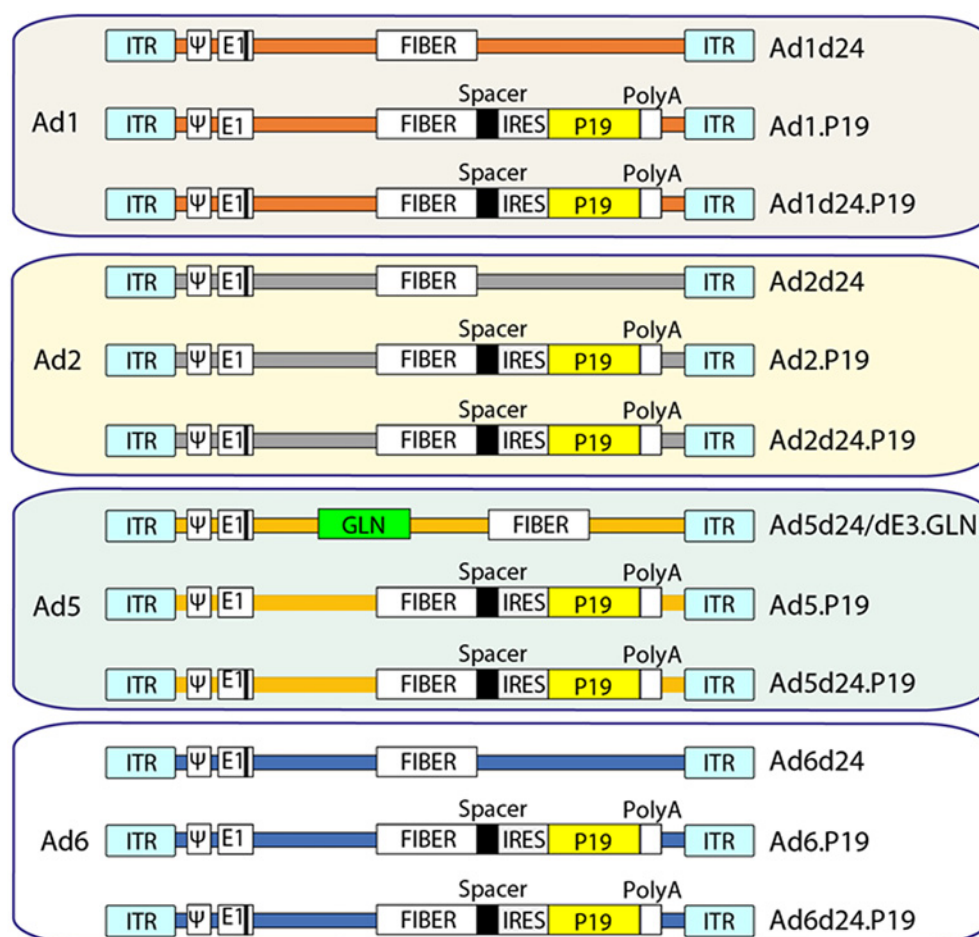 ITR Ψ E1 FIBER ITR Ad1d24
Spacer PolyA
Ad1 ITR Ψ E1 FIBER IRES P19 ITR Ad1.P19
Spacer PolyA
ITR Ψ E1 FIBER IRES P19 ITR Ad1d24.P19
ITR Ψ E1 FIBER ITR Ad2d24
Spacer PolyA
Ad2 ITR Ψ E1 FIBER IRES P19 ITR Ad2.P19
Spacer PolyA
ITR Ψ E1 FIBER IRES P19 ITR Ad2d24.P19
ITR Ψ E1 GLN FIBER ITR Ad5d24/dE3.GLN
Spacer PolyA
Ad5 ITR Ψ E1 FIBER IRES P19 ITR Ad5.P19
Spacer PolyA
ITR Ψ E1 FIBER IRES P19 ITR Ad5d24.P19
ITR Ψ E1 FIBER ITR Ad6d24
Spacer PolyA
Ad6 ITR Ψ E1 FIBER IRES P19 ITR Ad6.P19
Spacer PolyA
ITR Ψ E1 FIBER IRES P19 ITR Ad6d24.P19